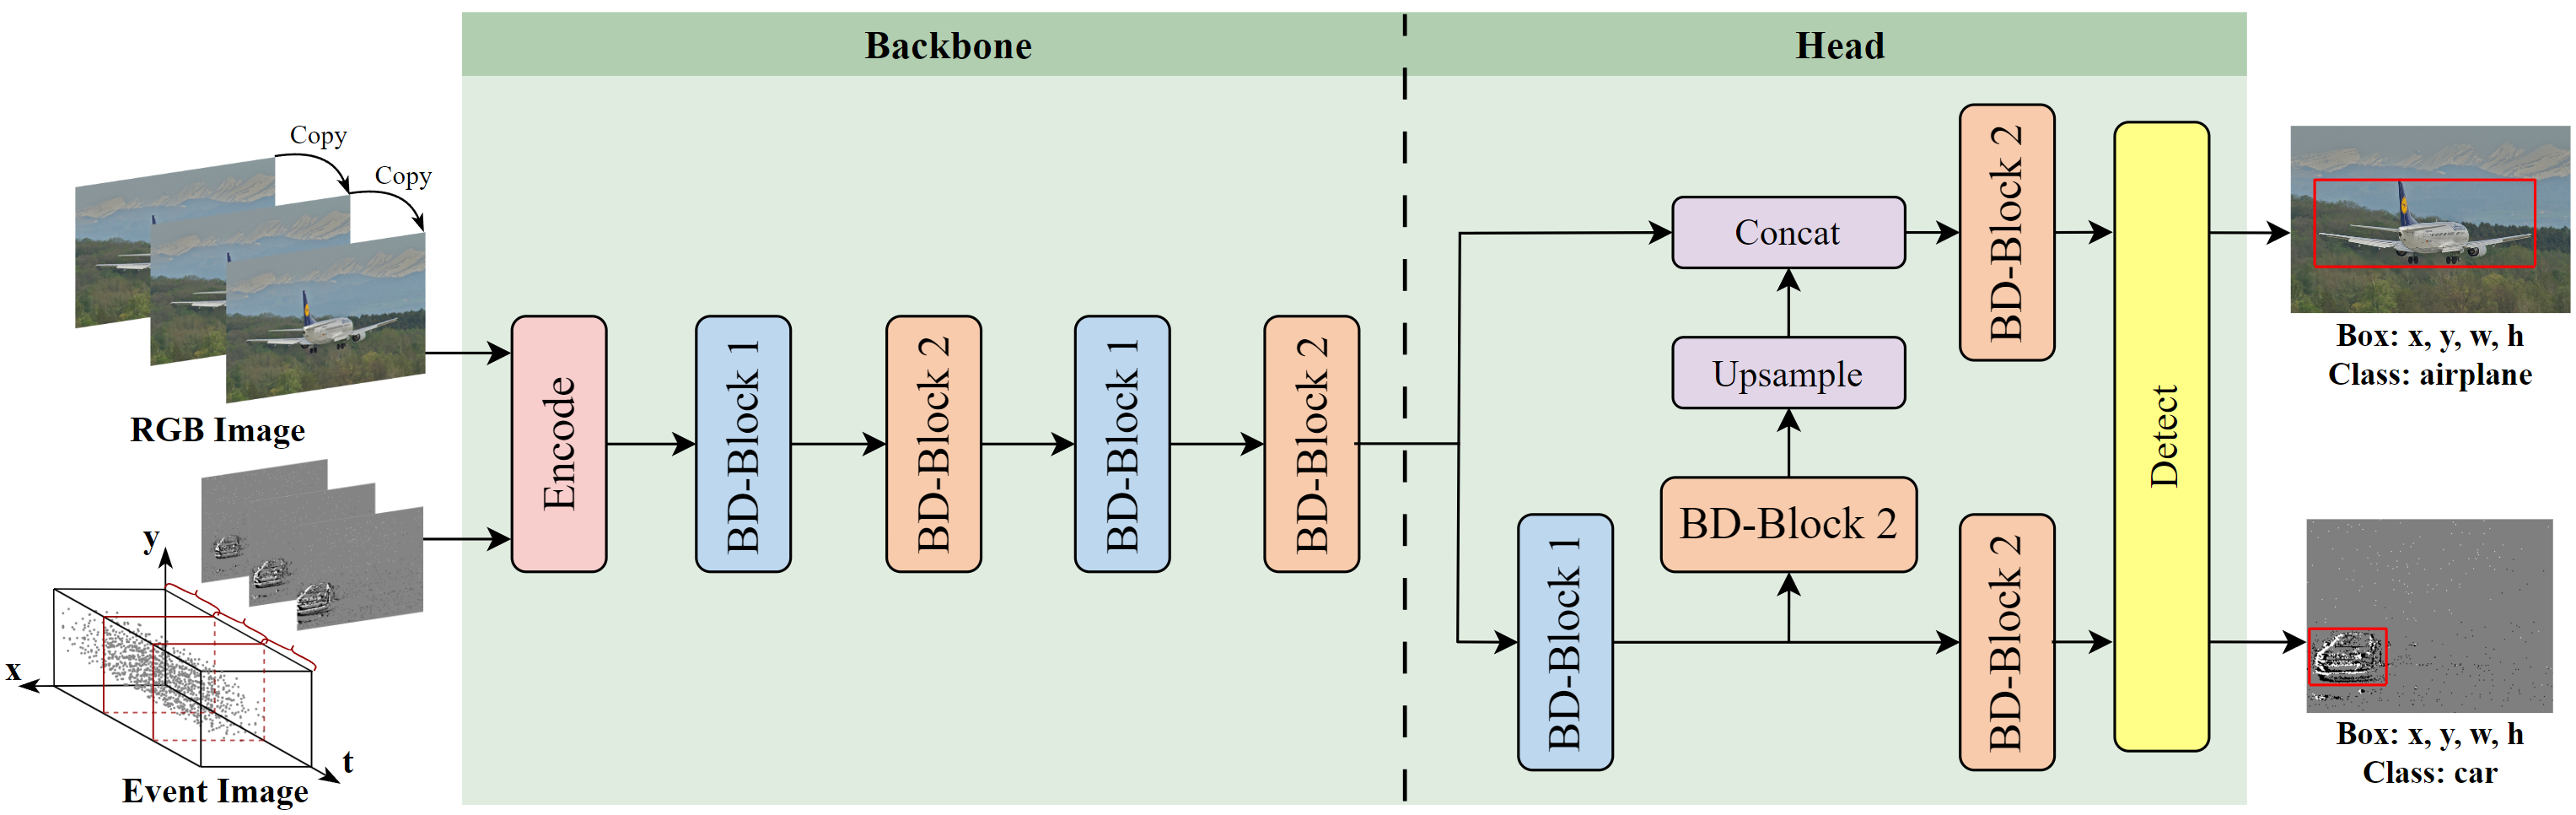 Backbone
Head
Copy
Copy
RGB Image
y
x
t
Event Image
Encode
BD-Block 1
BD-Block 2
BD-Block 1
BD-Block 2
Concat
Upsample
BD-Block 2
BD-Block 1
BD-Block 2
BD-Block 2
Detect
Box: x, y, w, h
Class: airplane
Box: x, y, w, h
Class: car